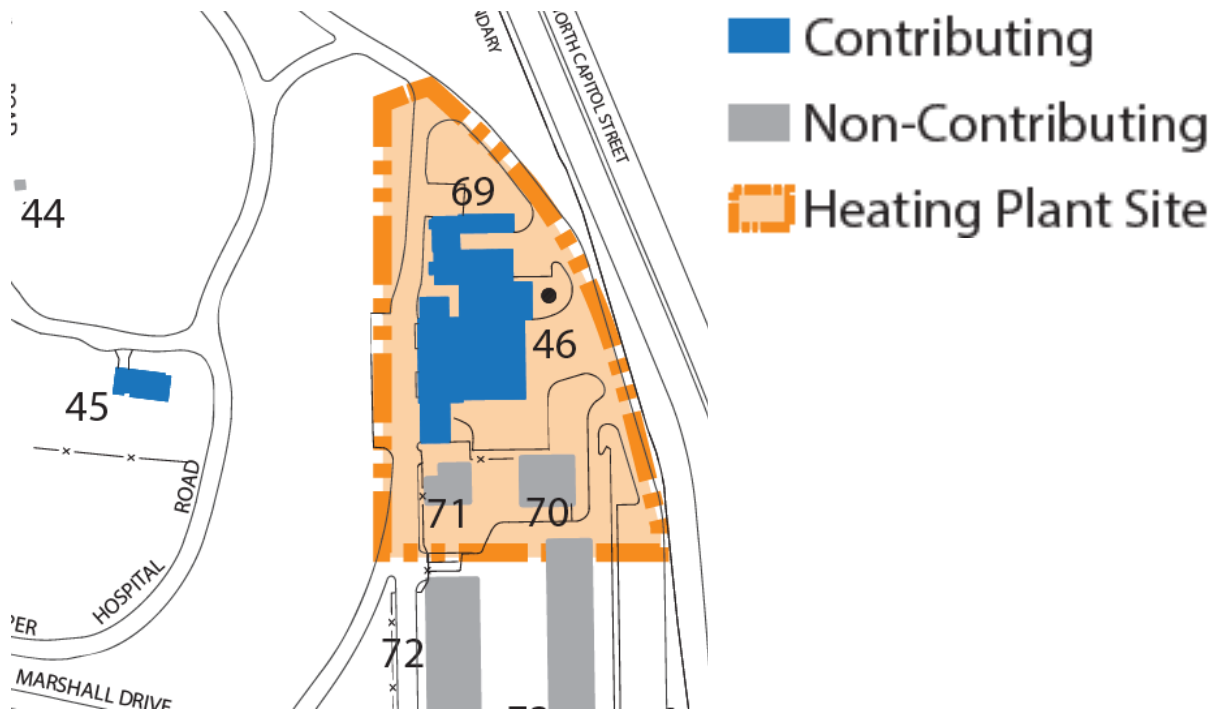 NDARY
ORTH CAPITOL STREET
Contributing
Non-Contributing
Heating Plant Site
69
44
46
45
ROAD
71
70
HOSPITAL
PER
72
MARSHALL DRIVE